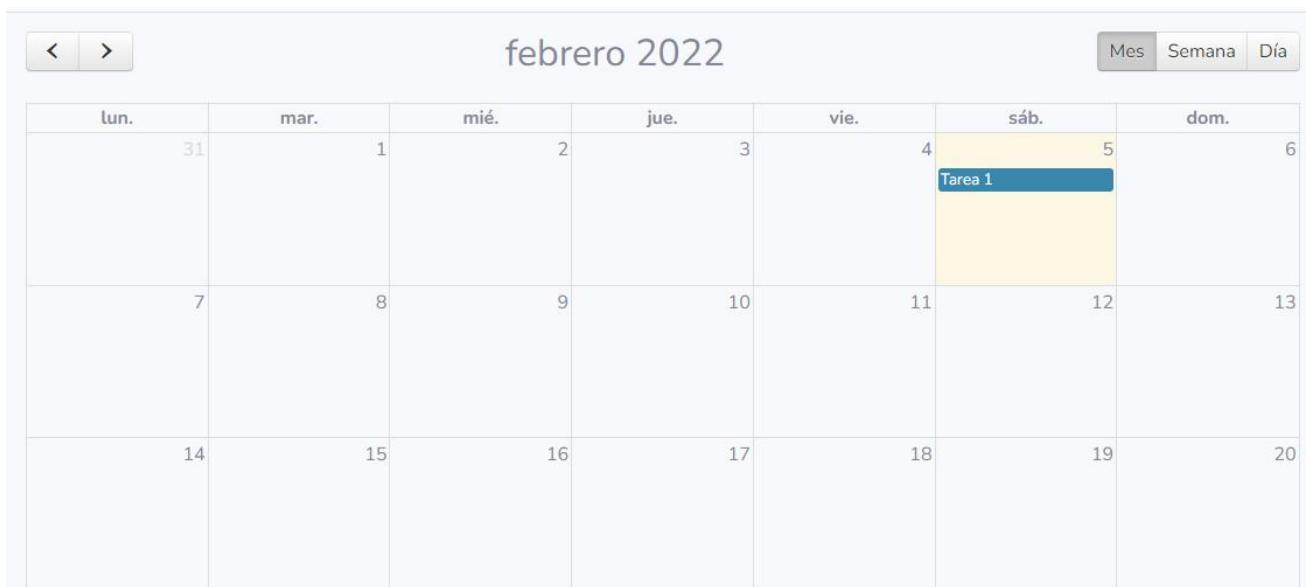 febrero 2022
Mes Semana Día
lun. mar. mié. jue. vie. sáb. dom.
31 1 2 3 4 5 6
Tarea 1
7 8 9 10 11 12 13
14 15 16 17 18 19 20